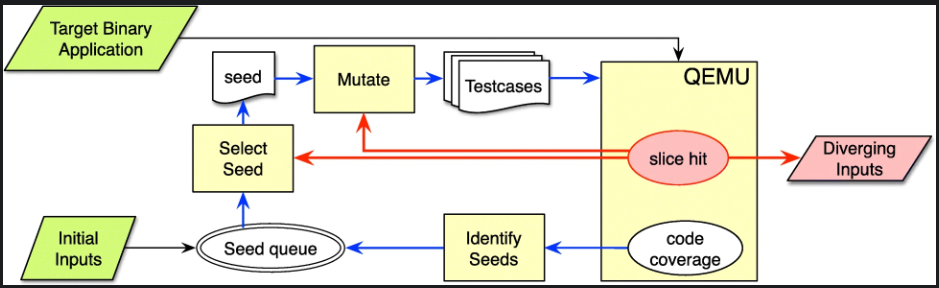 Target Binary
Application
seed
Mutate
Testcases
QEMU
Select
Seed
slice hit
Diverging
Inputs
Initial
Inputs
Seed queue
Identify
Seeds
code
coverage